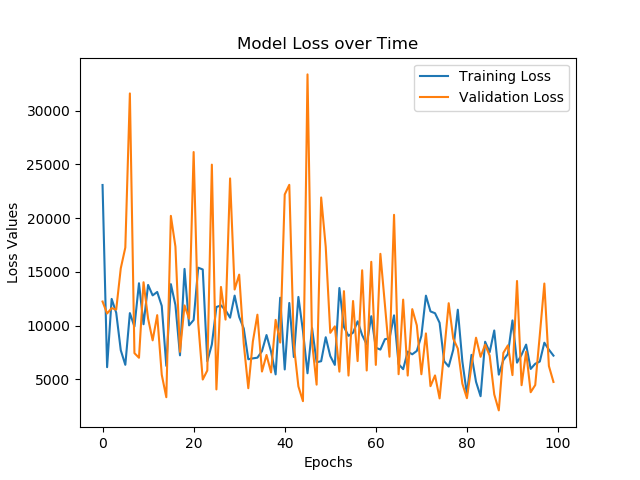 Model Loss over Time
Training Loss
Validation Loss
Loss Values
30000
25000
20000
15000
10000
5000
0 20 40 60 80 100
Epochs